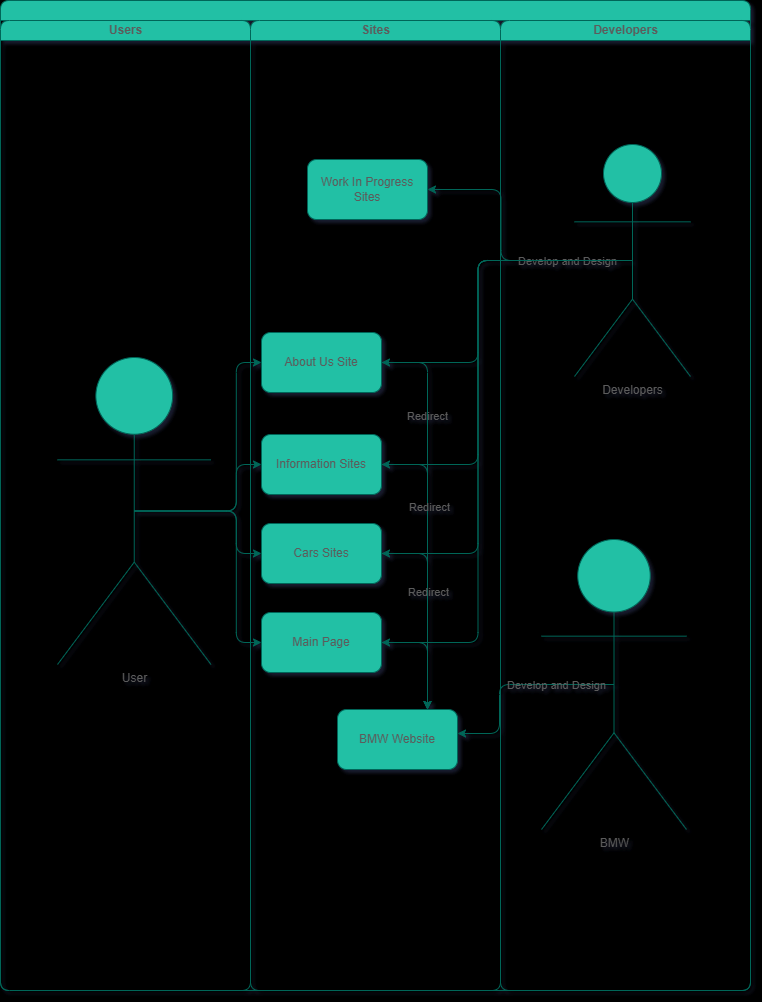 Users
Sites
Developers
Work In Progress
Sites
Develop and Design
About Us Site
Developers
Redirect
Information Sites
Redirect
Cars Sites
Redirect
Main Page
User
Develop and Design
BMW Website
BMW